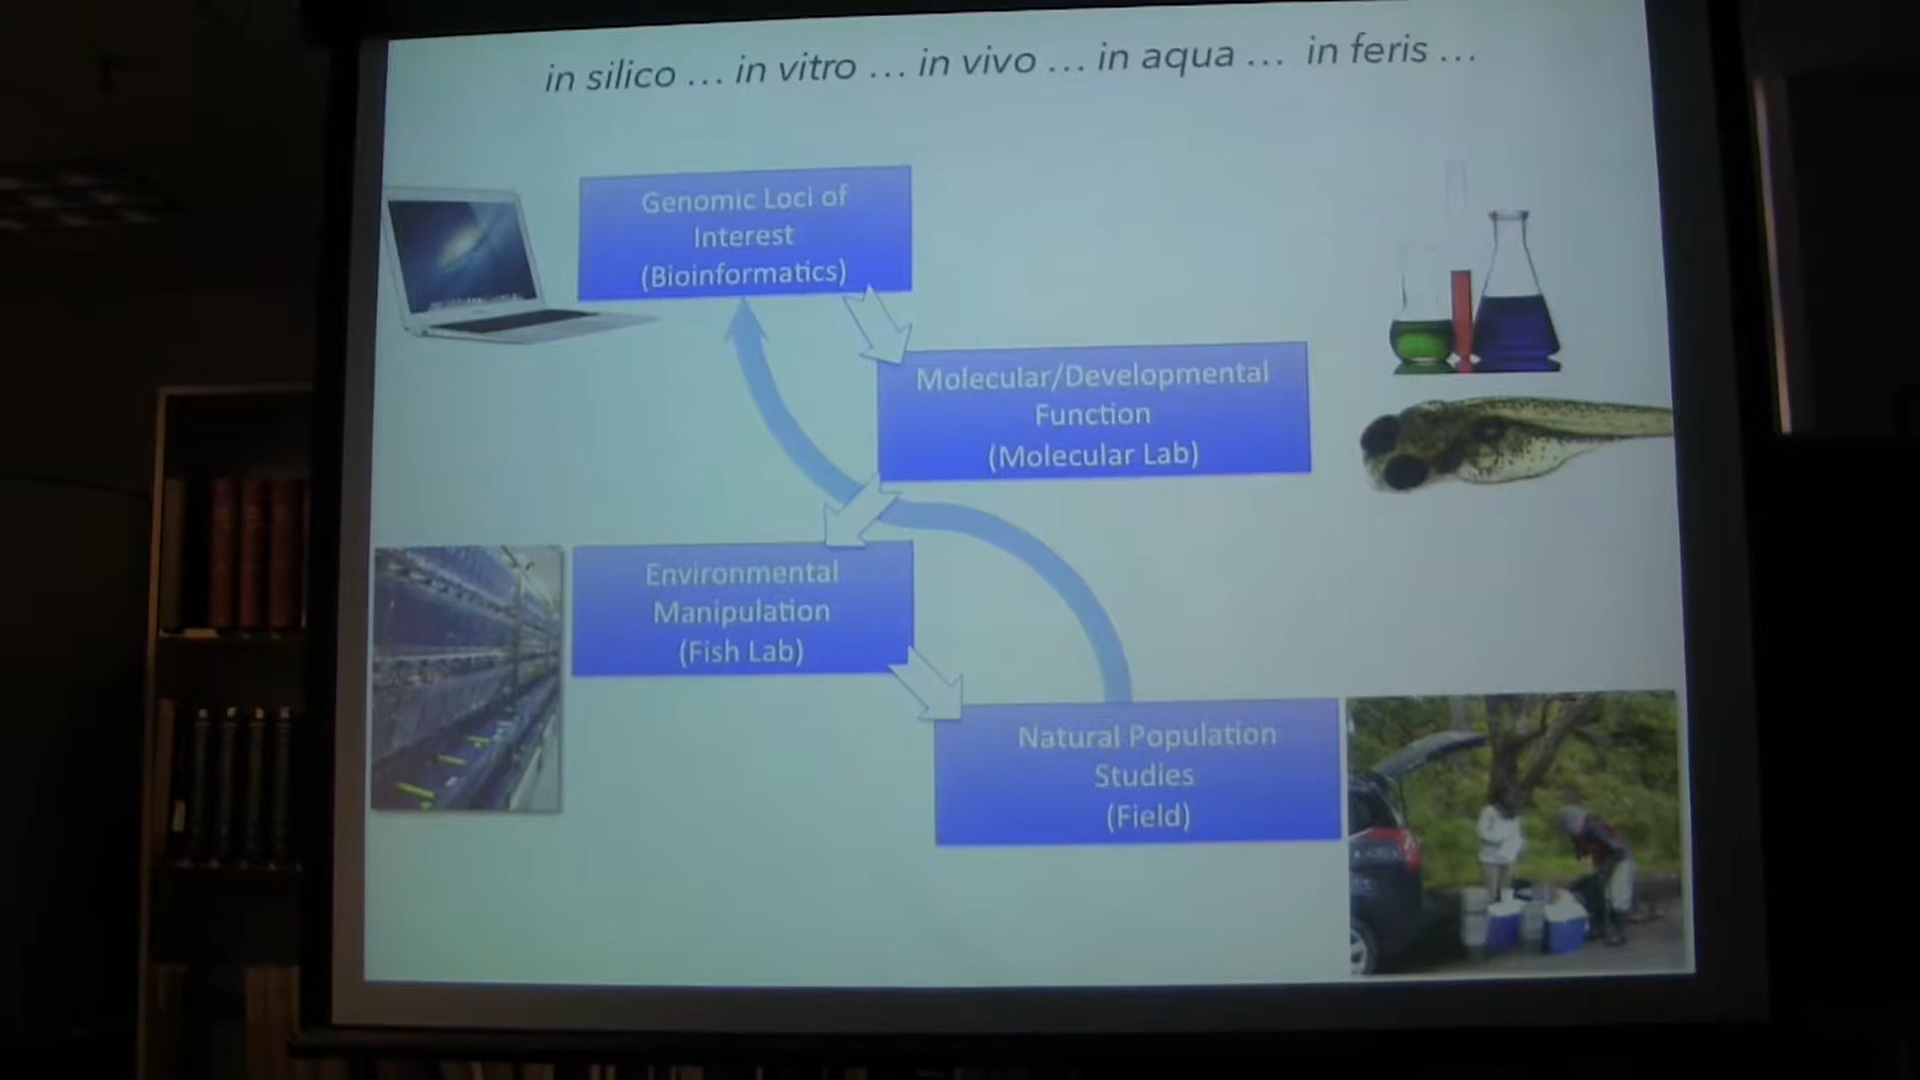 in silico ... in vitro ... in vivo ... in aqua ... in feris ...
Genomic Loci of
Interest
(Bioinformatics)
Molecular/Developmental
Function
(Molecular Lab)
Environmental
Manipulation
(Fish Lab)
Natural Population
Studies
(Field)